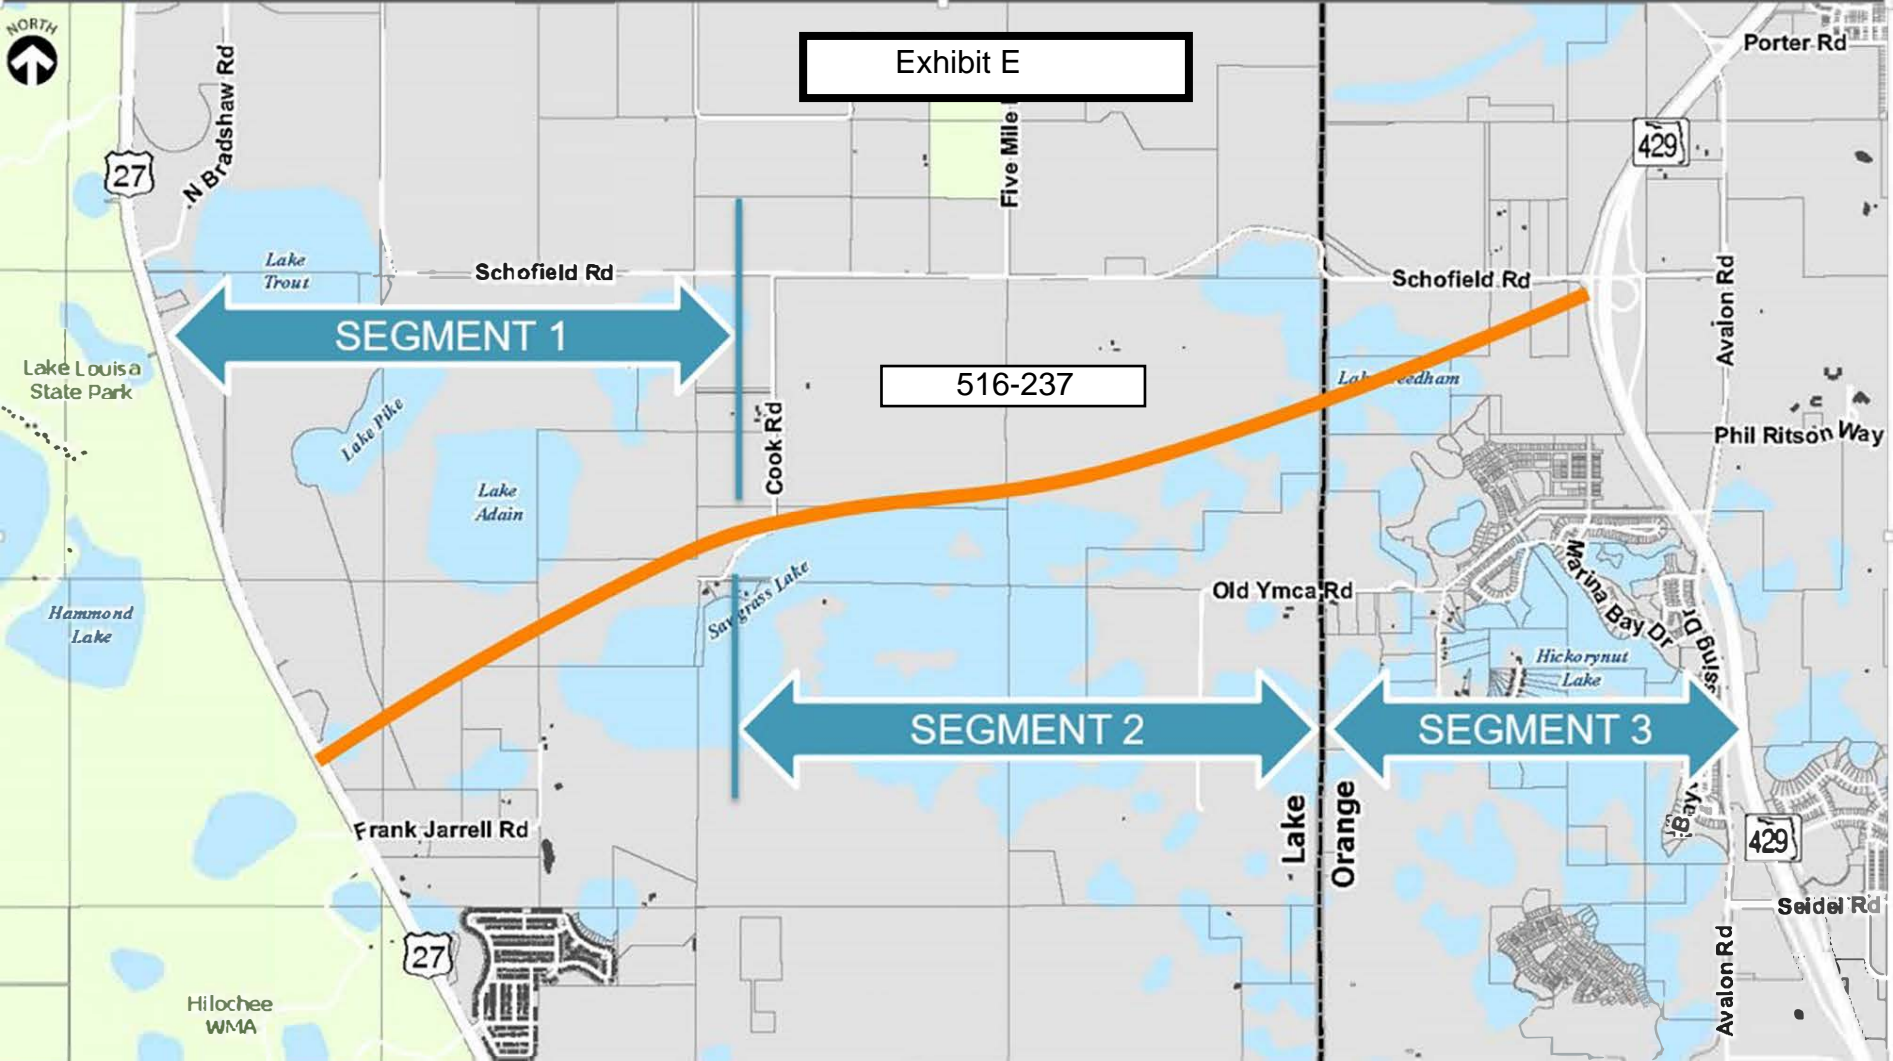 NORTH
Exhibit E
Porter Rd
N Bradshaw Rd
27
429
Five Mile
Lake
Trout
Schofield Rd
Schofield Rd
Avalon Rd
SEGMENT 1
Lake Louisa
State Park
516-237
Lake Pike
Cook Rd
Phil Ritson Way
Lake
Adain
Sawgrass Lake
Old Ymca Rd
Marina Bay Dr
Hammond
Lake
Hickorynut
Lake
SEGMENT 2
SEGMENT 3
Frank Jarrell Rd
Lake
Orange
Bay
429
Seidel Rd
27
Avalon Rd
Hilochee
WMA